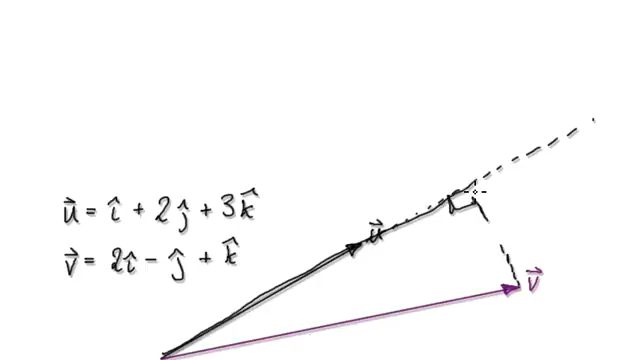 u⃗ = î + 2ĵ + 3k̂
v⃗ = 2î − ĵ + k̂
u⃗
v⃗